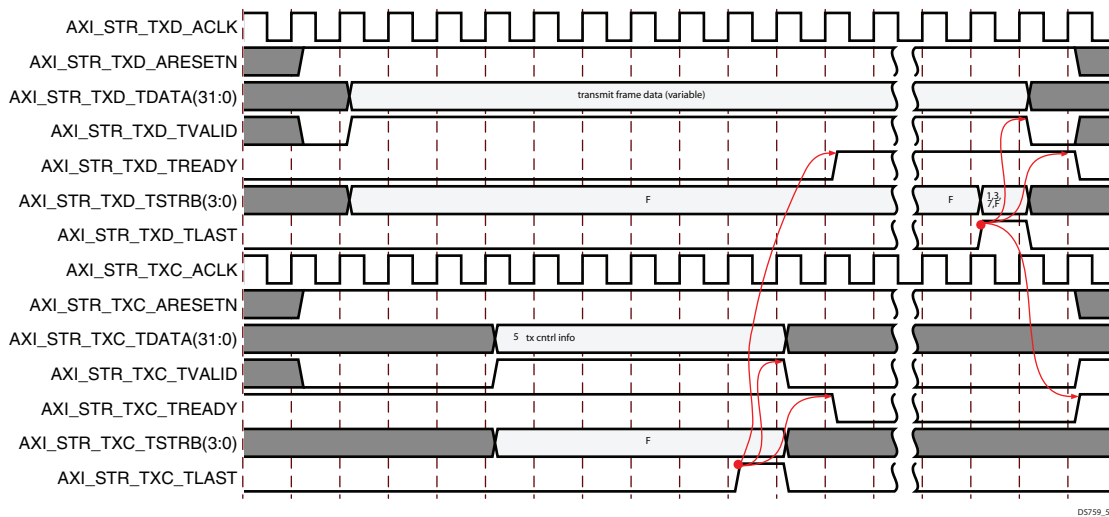 AXI_STR_TXD_ACLK
AXI_STR_TXD_ARESETN
AXI_STR_TXD_TDATA(31:0) transmit frame data (variable)
AXI_STR_TXD_TVALID
AXI_STR_TXD_TREADY
AXI_STR_TXD_TSTRB(3:0) F F 1,3,
7,F
AXI_STR_TXD_TLAST
AXI_STR_TXC_ACLK
AXI_STR_TXC_ARESETN
AXI_STR_TXC_TDATA(31:0) 5 tx cntrl info
AXI_STR_TXC_TVALID
AXI_STR_TXC_TREADY
AXI_STR_TXC_TSTRB(3:0) F
AXI_STR_TXC_TLAST
DS759_5